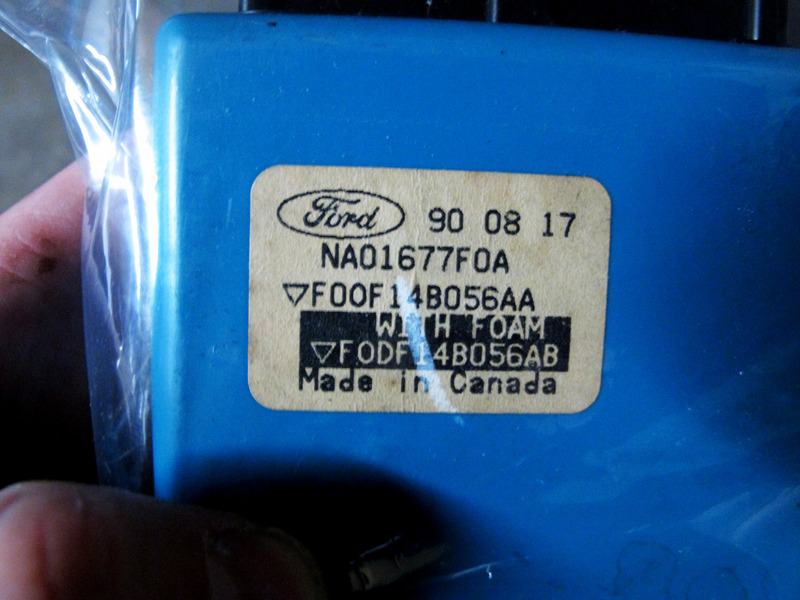 Ford 90 08 17
NA01677F0A
▽F00F14B056AA
WITH FOAM
▽F0DF14B056AB
Made in Canada